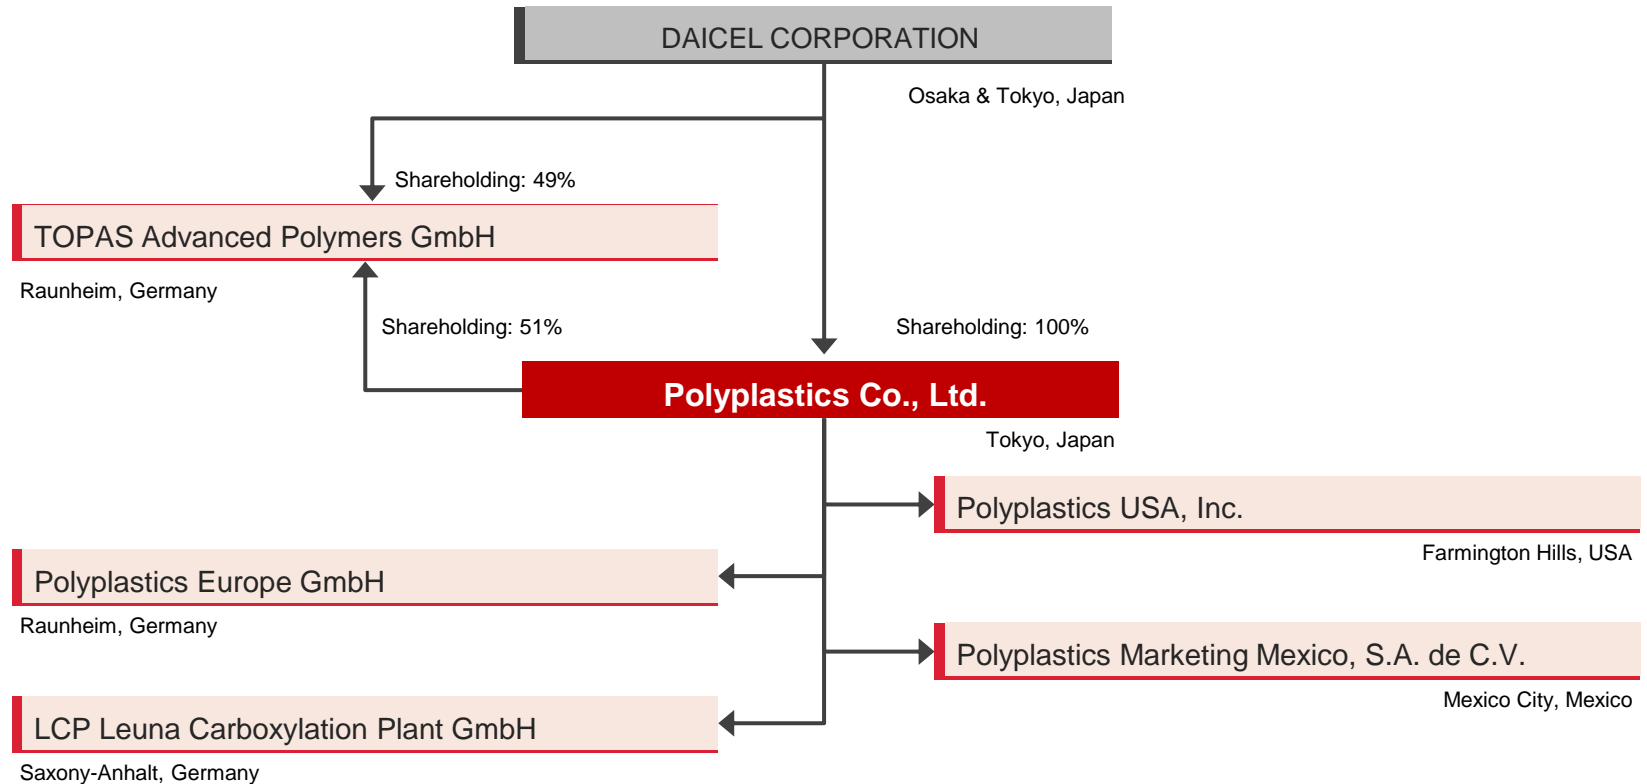 DAICEL CORPORATION
Osaka & Tokyo, Japan
Shareholding: 49%
TOPAS Advanced Polymers GmbH
Raunheim, Germany
Shareholding: 51%
Shareholding: 100%
Polyplastics Co., Ltd.
Tokyo, Japan
Polyplastics USA, Inc.
Farmington Hills, USA
Polyplastics Europe GmbH
Raunheim, Germany
Polyplastics Marketing Mexico, S.A. de C.V.
Mexico City, Mexico
LCP Leuna Carboxylation Plant GmbH
Saxony-Anhalt, Germany